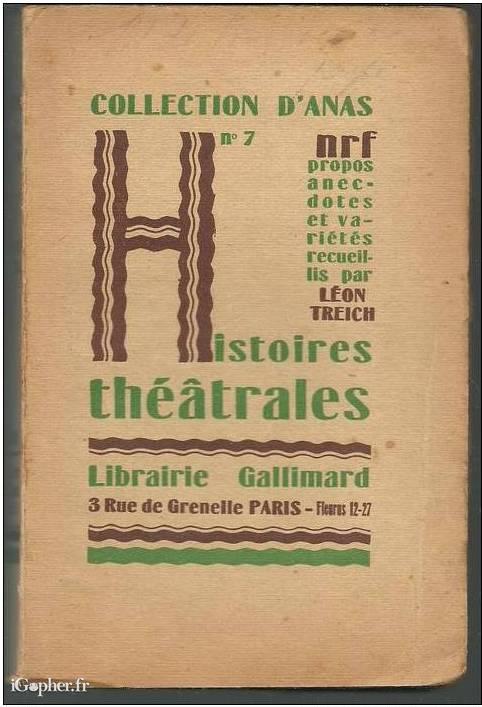 COLLECTION D'ANAS
n° 7
nrf
propos
anec-
dotes
et va-
riétés
recueil-
lis par
LÉON
TREICH
Histoires
théâtrales
Librairie Gallimard
3 Rue de Grenelle PARIS - Fleurus 12-27
iGopher.fr